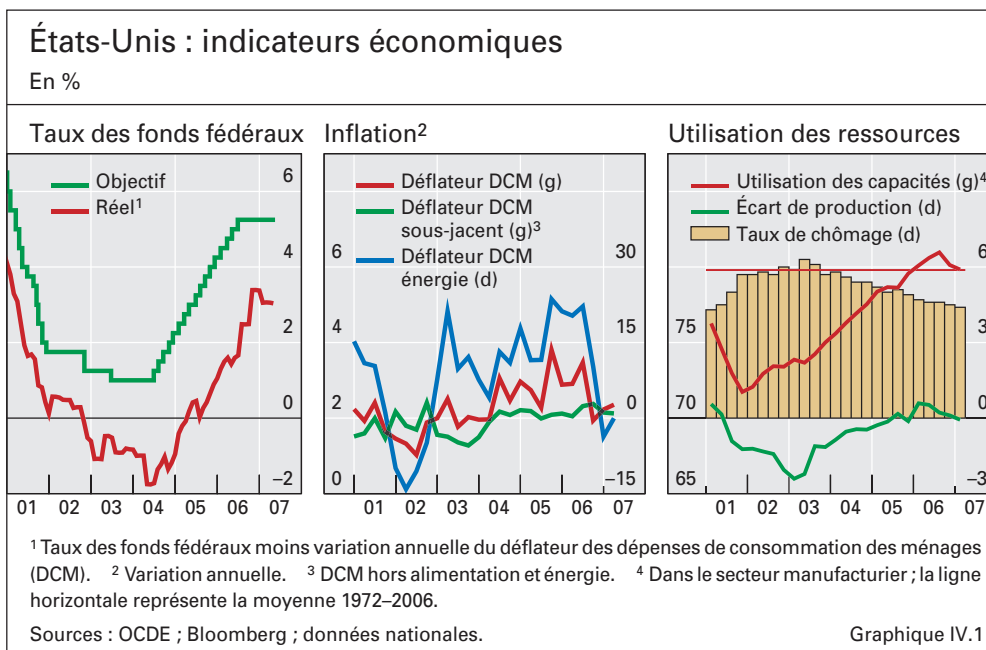 États-Unis : indicateurs économiques
En %
Taux des fonds fédéraux
Objectif
Réel¹
6
4
2
0
–2
01 02 03 04 05 06 07
Inflation²
Déflateur DCM (g)
Déflateur DCM
sous-jacent (g)³
Déflateur DCM
énergie (d)
6
4
2
0
30
15
0
–15
01 02 03 04 05 06 07
Utilisation des ressources
Utilisation des capacités (g)⁴
Écart de production (d)
Taux de chômage (d)
75
70
65
6
3
0
–3
01 02 03 04 05 06 07
¹ Taux des fonds fédéraux moins variation annuelle du déflateur des dépenses de consommation des ménages
(DCM). ² Variation annuelle. ³ DCM hors alimentation et énergie. ⁴ Dans le secteur manufacturier ; la ligne
horizontale représente la moyenne 1972–2006.
Sources : OCDE ; Bloomberg ; données nationales. Graphique IV.1